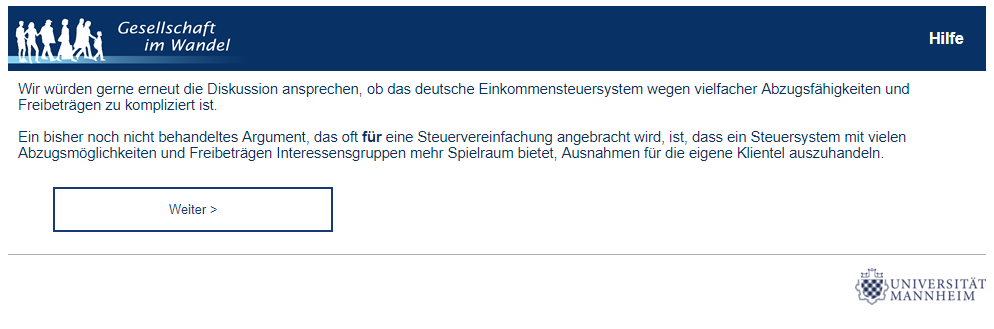 Gesellschaft
im Wandel
Hilfe
Wir würden gerne erneut die Diskussion ansprechen, ob das deutsche Einkommensteuersystem wegen vielfacher Abzugsfähigkeiten und
Freibeträgen zu kompliziert ist.
Ein bisher noch nicht behandeltes Argument, das oft für eine Steuervereinfachung angebracht wird, ist, dass ein Steuersystem mit vielen
Abzugsmöglichkeiten und Freibeträgen Interessensgruppen mehr Spielraum bietet, Ausnahmen für die eigene Klientel auszuhandeln.
Weiter >
UNIVERSITÄT
MANNHEIM